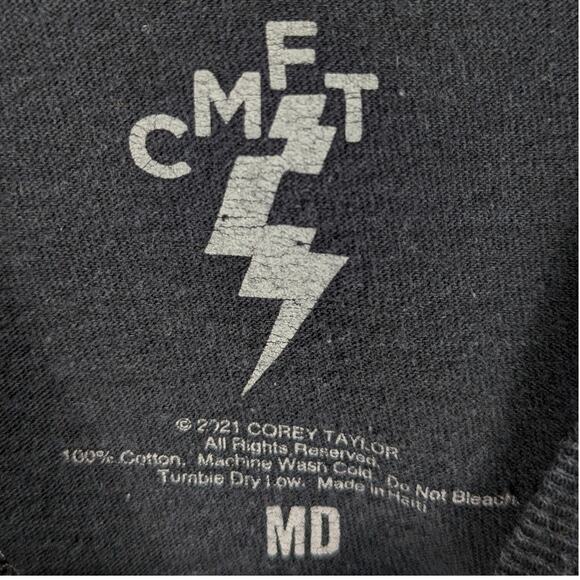 CMFT
© 2021 COREY TAYLOR
All Rights Reserved
100% Cotton. Machine Wash Cold. Do Not Bleach.
Tumble Dry Low. Made in Haiti
MD